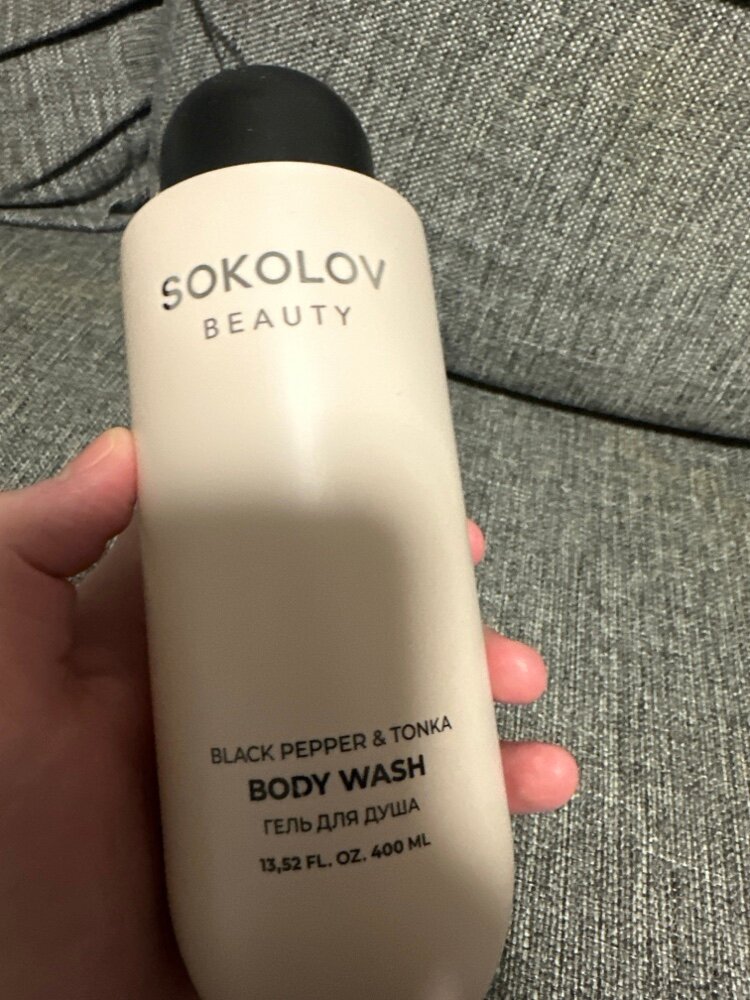 SOKOLOV
BEAUTY
BLACK PEPPER & TONKA
BODY WASH
ГЕЛЬ ДЛЯ ДУША
13,52 FL. OZ. 400 ML